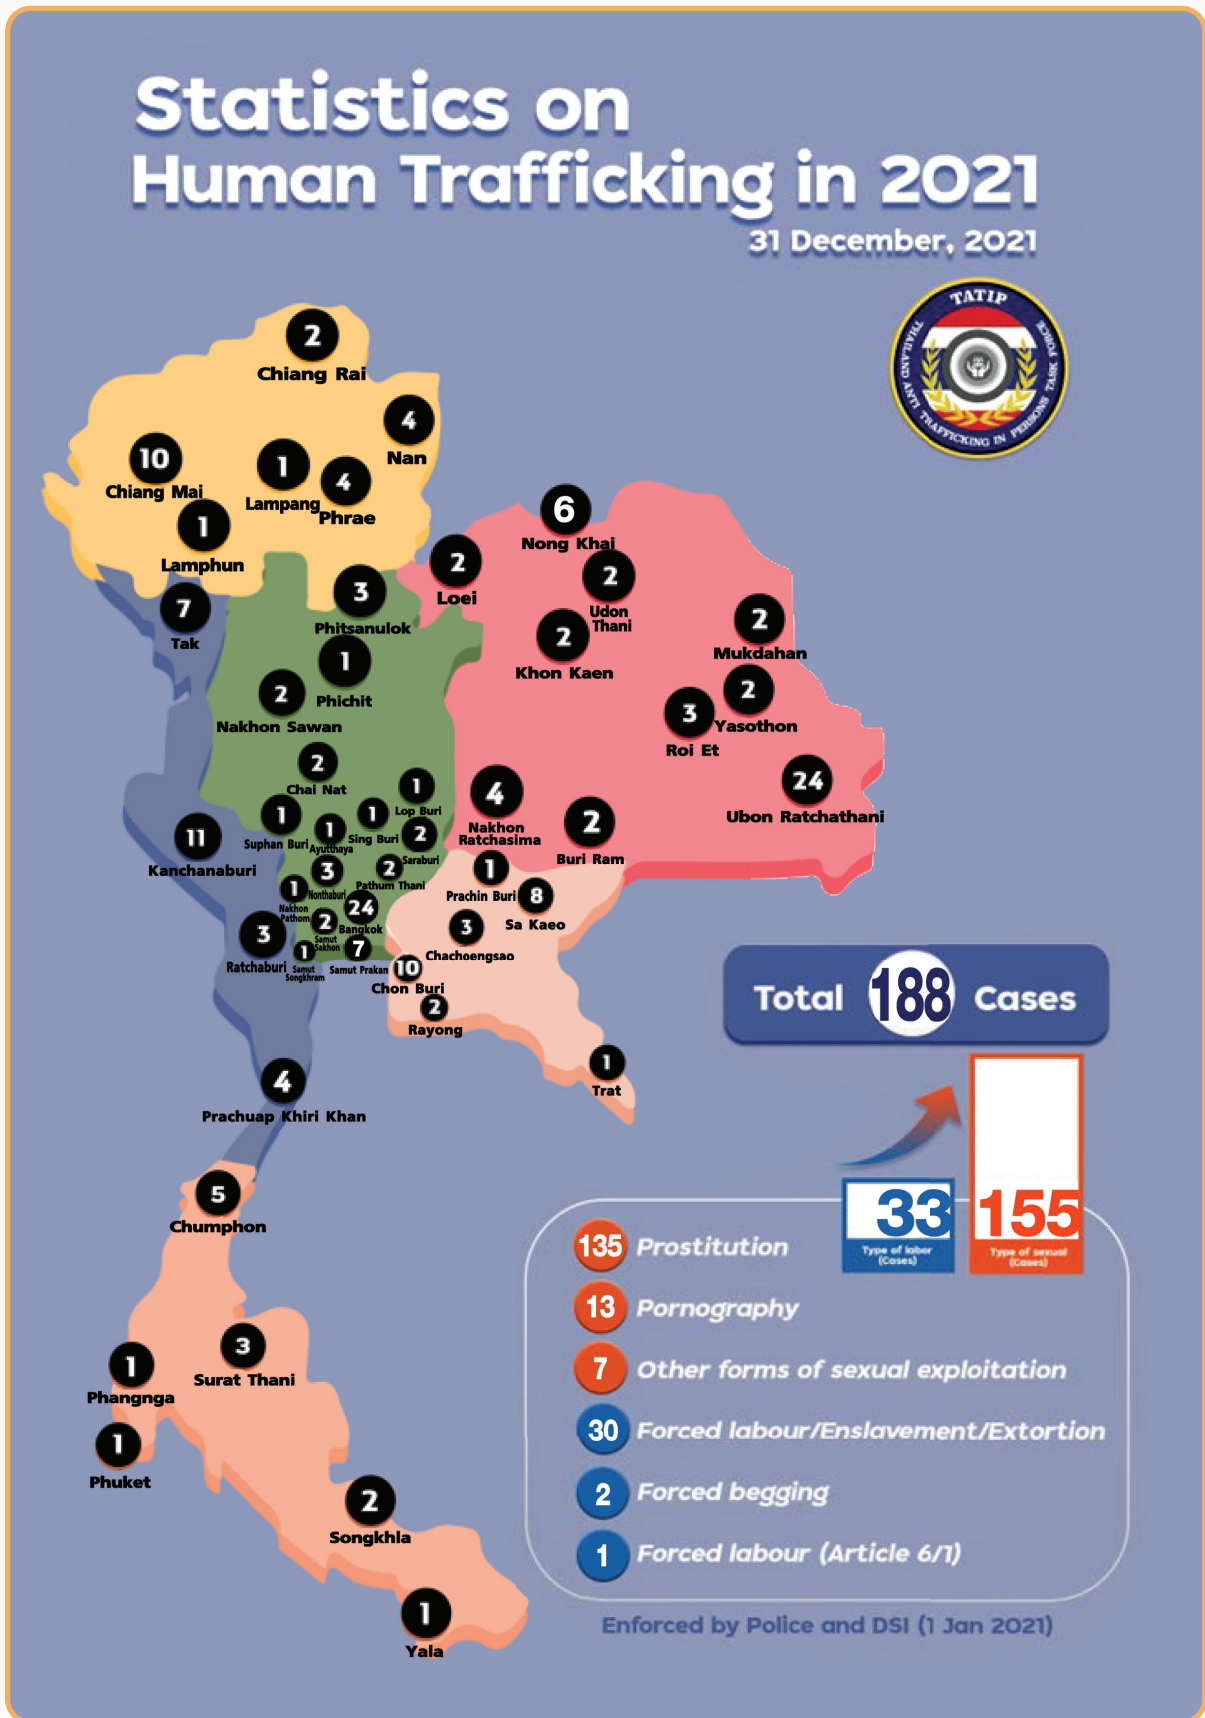 Statistics on
Human Trafficking in 2021
31 December, 2021
TATIP
THAILAND ANTI TRAFFICKING IN PERSONS TASK FORCE
2
Chiang Rai
4
Nan
10
Chiang Mai
1
Lampang
4
Phrae
1
Lamphun
6
Nong Khai
2
Loei
2
Udon
Thani
3
Phitsanulok
7
Tak
2
Khon Kaen
2
Mukdahan
1
Phichit
2
Nakhon Sawan
2
Yasothon
3
Roi Et
2
Chai Nat
24
Ubon Ratchathani
1
Lop Buri
4
Nakhon
Ratchasima
2
Buri Ram
1
Suphan Buri
1
Ayutthaya
1
Sing Buri
2
Saraburi
11
Kanchanaburi
3
Nonthaburi
2
Pathum Thani
1
Prachin Buri
8
Sa Kaeo
1
Nakhon
Pathom
24
Bangkok
2
Samut
Sakhon
3
Chachoengsao
3
Ratchaburi
1
Samut
Songkhram
7
Samut Prakan
10
Chon Buri
2
Rayong
1
Trat
4
Prachuap Khiri Khan
5
Chumphon
3
Surat Thani
1
Phangnga
1
Phuket
2
Songkhla
1
Yala
Total 188 Cases
33
Type of labor
(Cases)
155
Type of sexual
(Cases)
135 Prostitution
13 Pornography
7 Other forms of sexual exploitation
30 Forced labour/Enslavement/Extortion
2 Forced begging
1 Forced labour (Article 6/1)
Enforced by Police and DSI (1 Jan 2021)